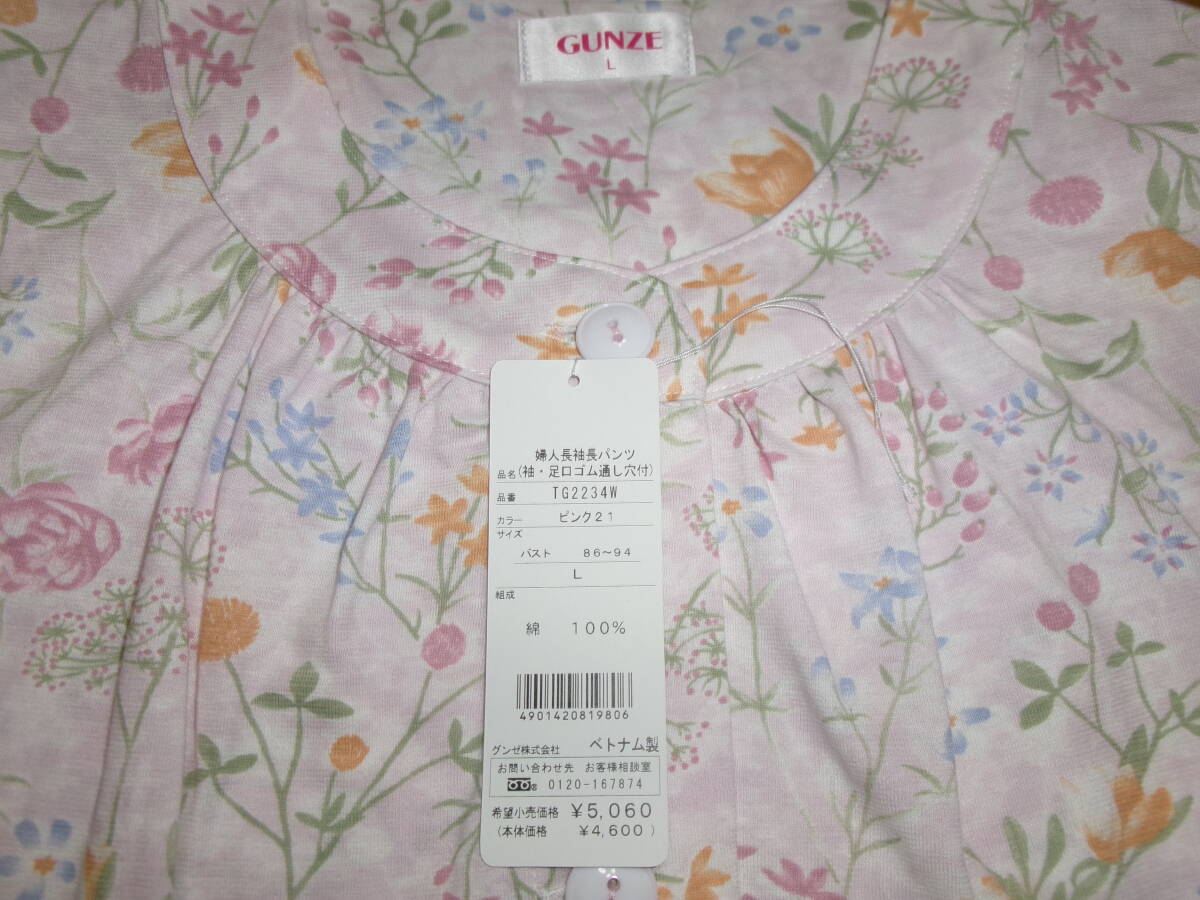 GUNZE
L
婦人長袖長パンツ
品名(袖・足口ゴム通し穴付)
品番 TG2234W
カラー ピンク21
サイズ
バスト 86～94
L
組成
綿 100%
4901420819806
グンゼ株式会社 ベトナム製
お問い合わせ先 お客様相談室
0120-167874
希望小売価格 ￥5,060
(本体価格 ￥4,600)